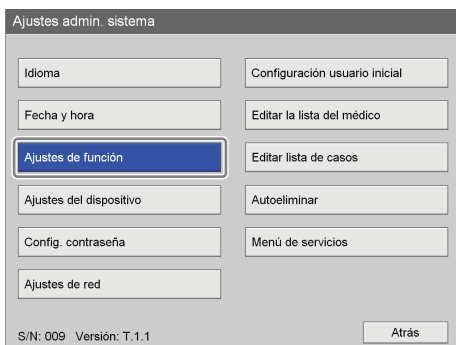 Ajustes admin. sistema
Idioma
Fecha y hora
Ajustes de función
Ajustes del dispositivo
Config. contraseña
Ajustes de red
Configuración usuario inicial
Editar la lista del médico
Editar lista de casos
Autoeliminar
Menú de servicios
S/N: 009 Versión: T.1.1
Atrás